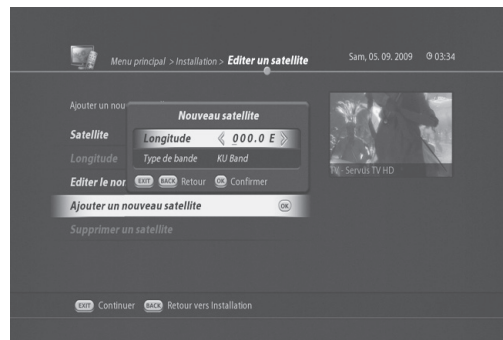 Menu principal > Installation > Editer un satellite
Sam, 05. 09. 2009 03:34
Ajouter un nou
Nouveau satellite
Satellite
Longitude 000.0 E
Longitude
Type de bande KU Band
Editer le nor
EXIT BACK Retour OK Confirmer
TV - Servus TV HD
Ajouter un nouveau satellite OK
Supprimer un satellite
EXIT Continuer BACK Retour vers Installation